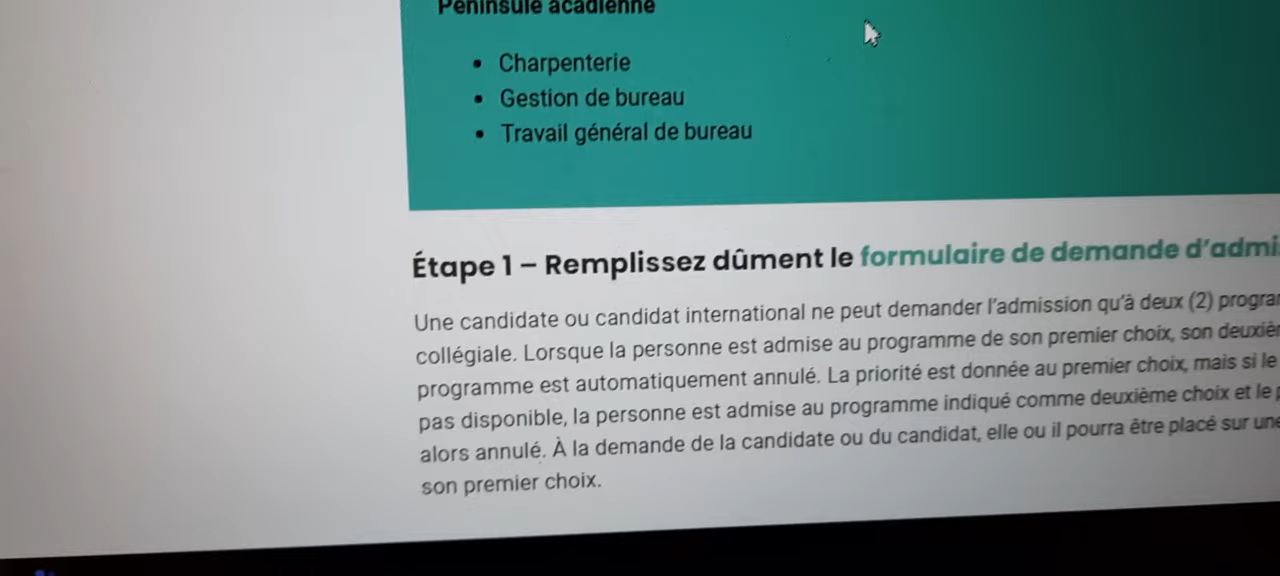 Péninsule acadienne
• Charpenterie
• Gestion de bureau
• Travail général de bureau
Étape 1 – Remplissez dûment le formulaire de demande d'admi
Une candidate ou candidat international ne peut demander l'admission qu'à deux (2) progra
collégiale. Lorsque la personne est admise au programme de son premier choix, son deuxiè
programme est automatiquement annulé. La priorité est donnée au premier choix, mais si le
pas disponible, la personne est admise au programme indiqué comme deuxième choix et le
alors annulé. À la demande de la candidate ou du candidat, elle ou il pourra être placé sur une
son premier choix.